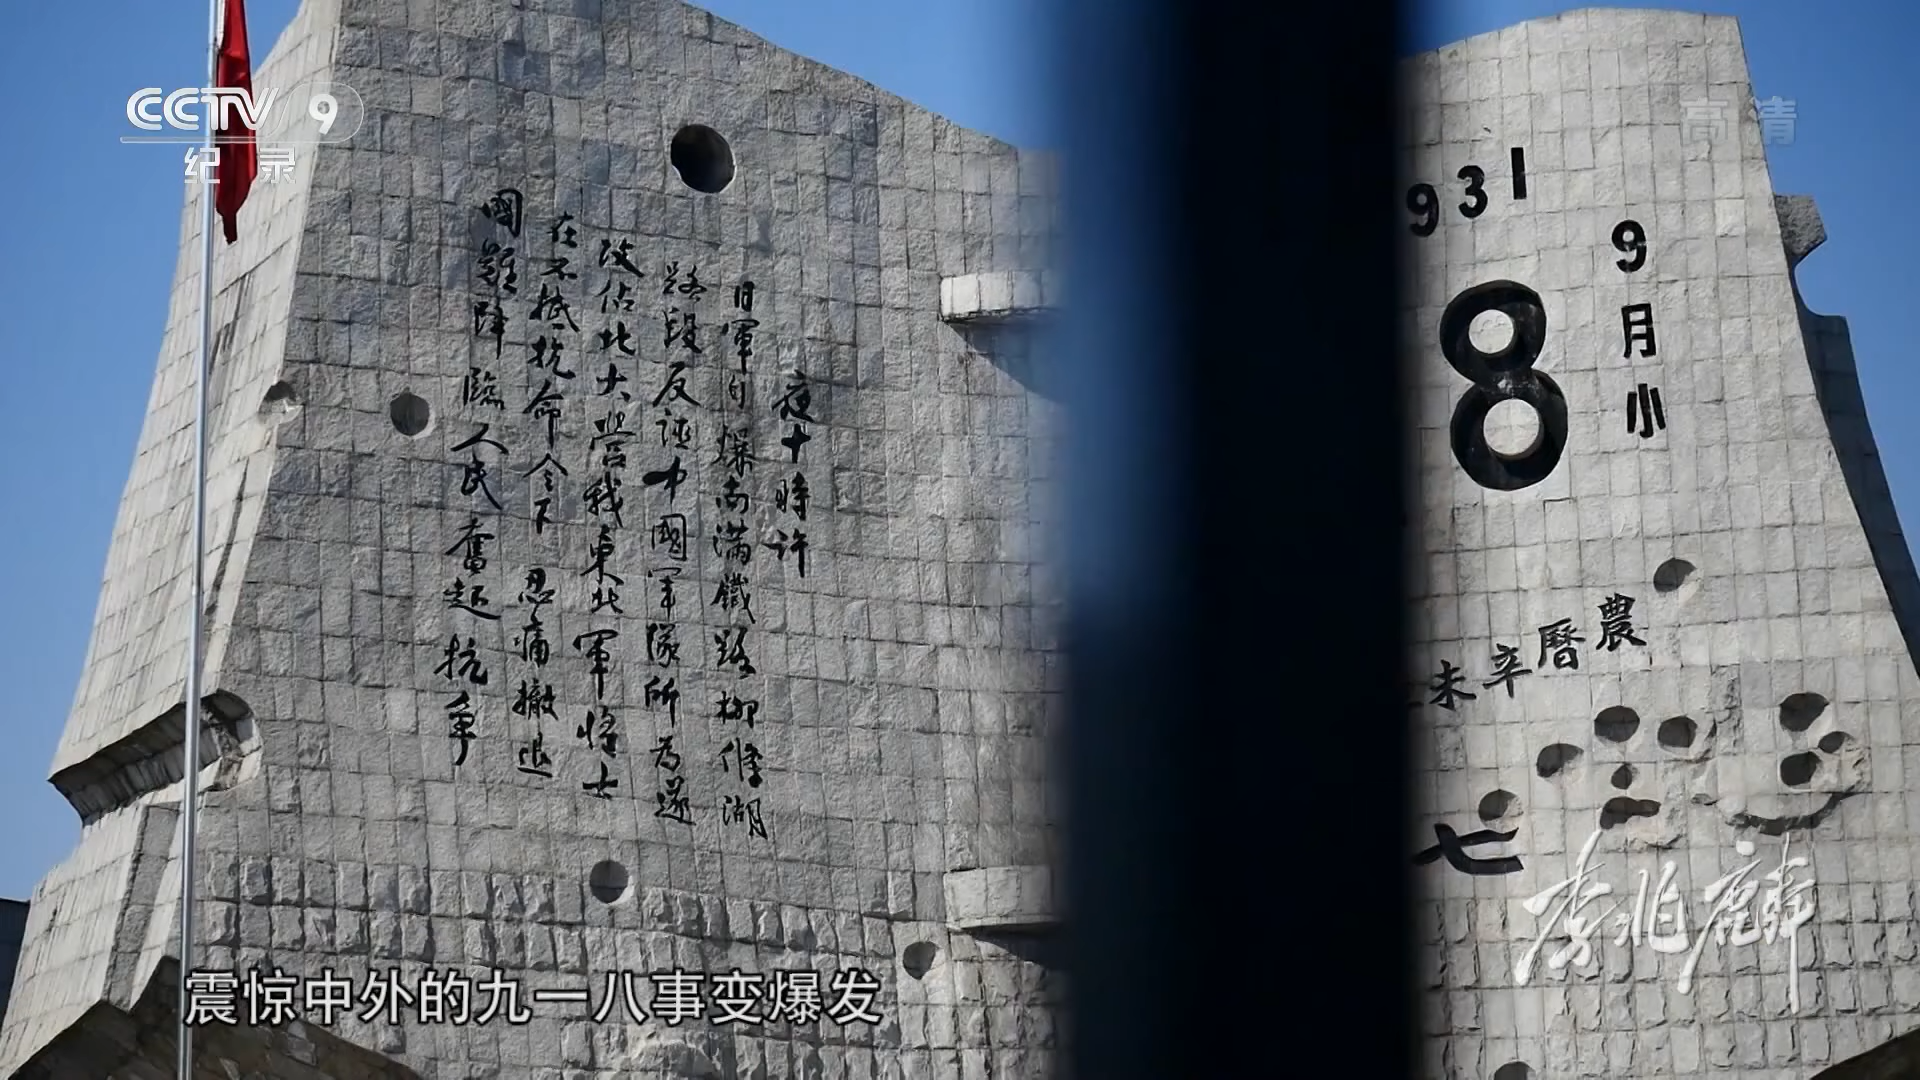 CCTV 9
纪录
高清
夜十時許
日軍自爆南滿鐵路柳條湖
路段反誣中國軍隊所為遂
攻佔北大營我東北軍將士
在不抵抗命令下 忍痛撤退
國難降臨人民奮起抗爭
931
9月小
8
農曆辛未
七
李兆麟
震惊中外的九一八事变爆发